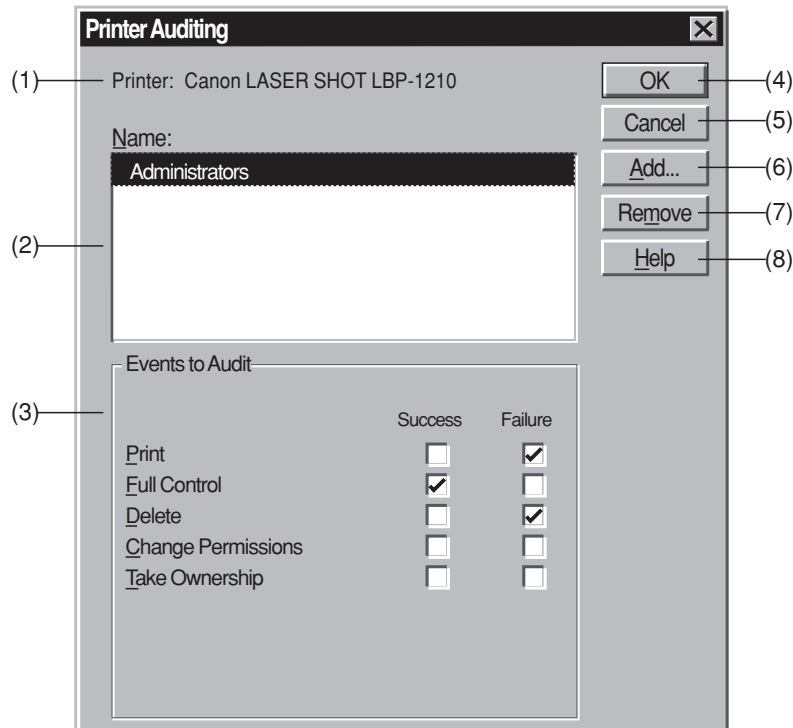 Printer Auditing
(1) Printer: Canon LASER SHOT LBP-1210
OK (4)
Cancel (5)
Name:
Add... (6)
Administrators
Remove (7)
(2)
Help (8)
Events to Audit
(3)
Success Failure
Print
Full Control
Delete
Change Permissions
Take Ownership